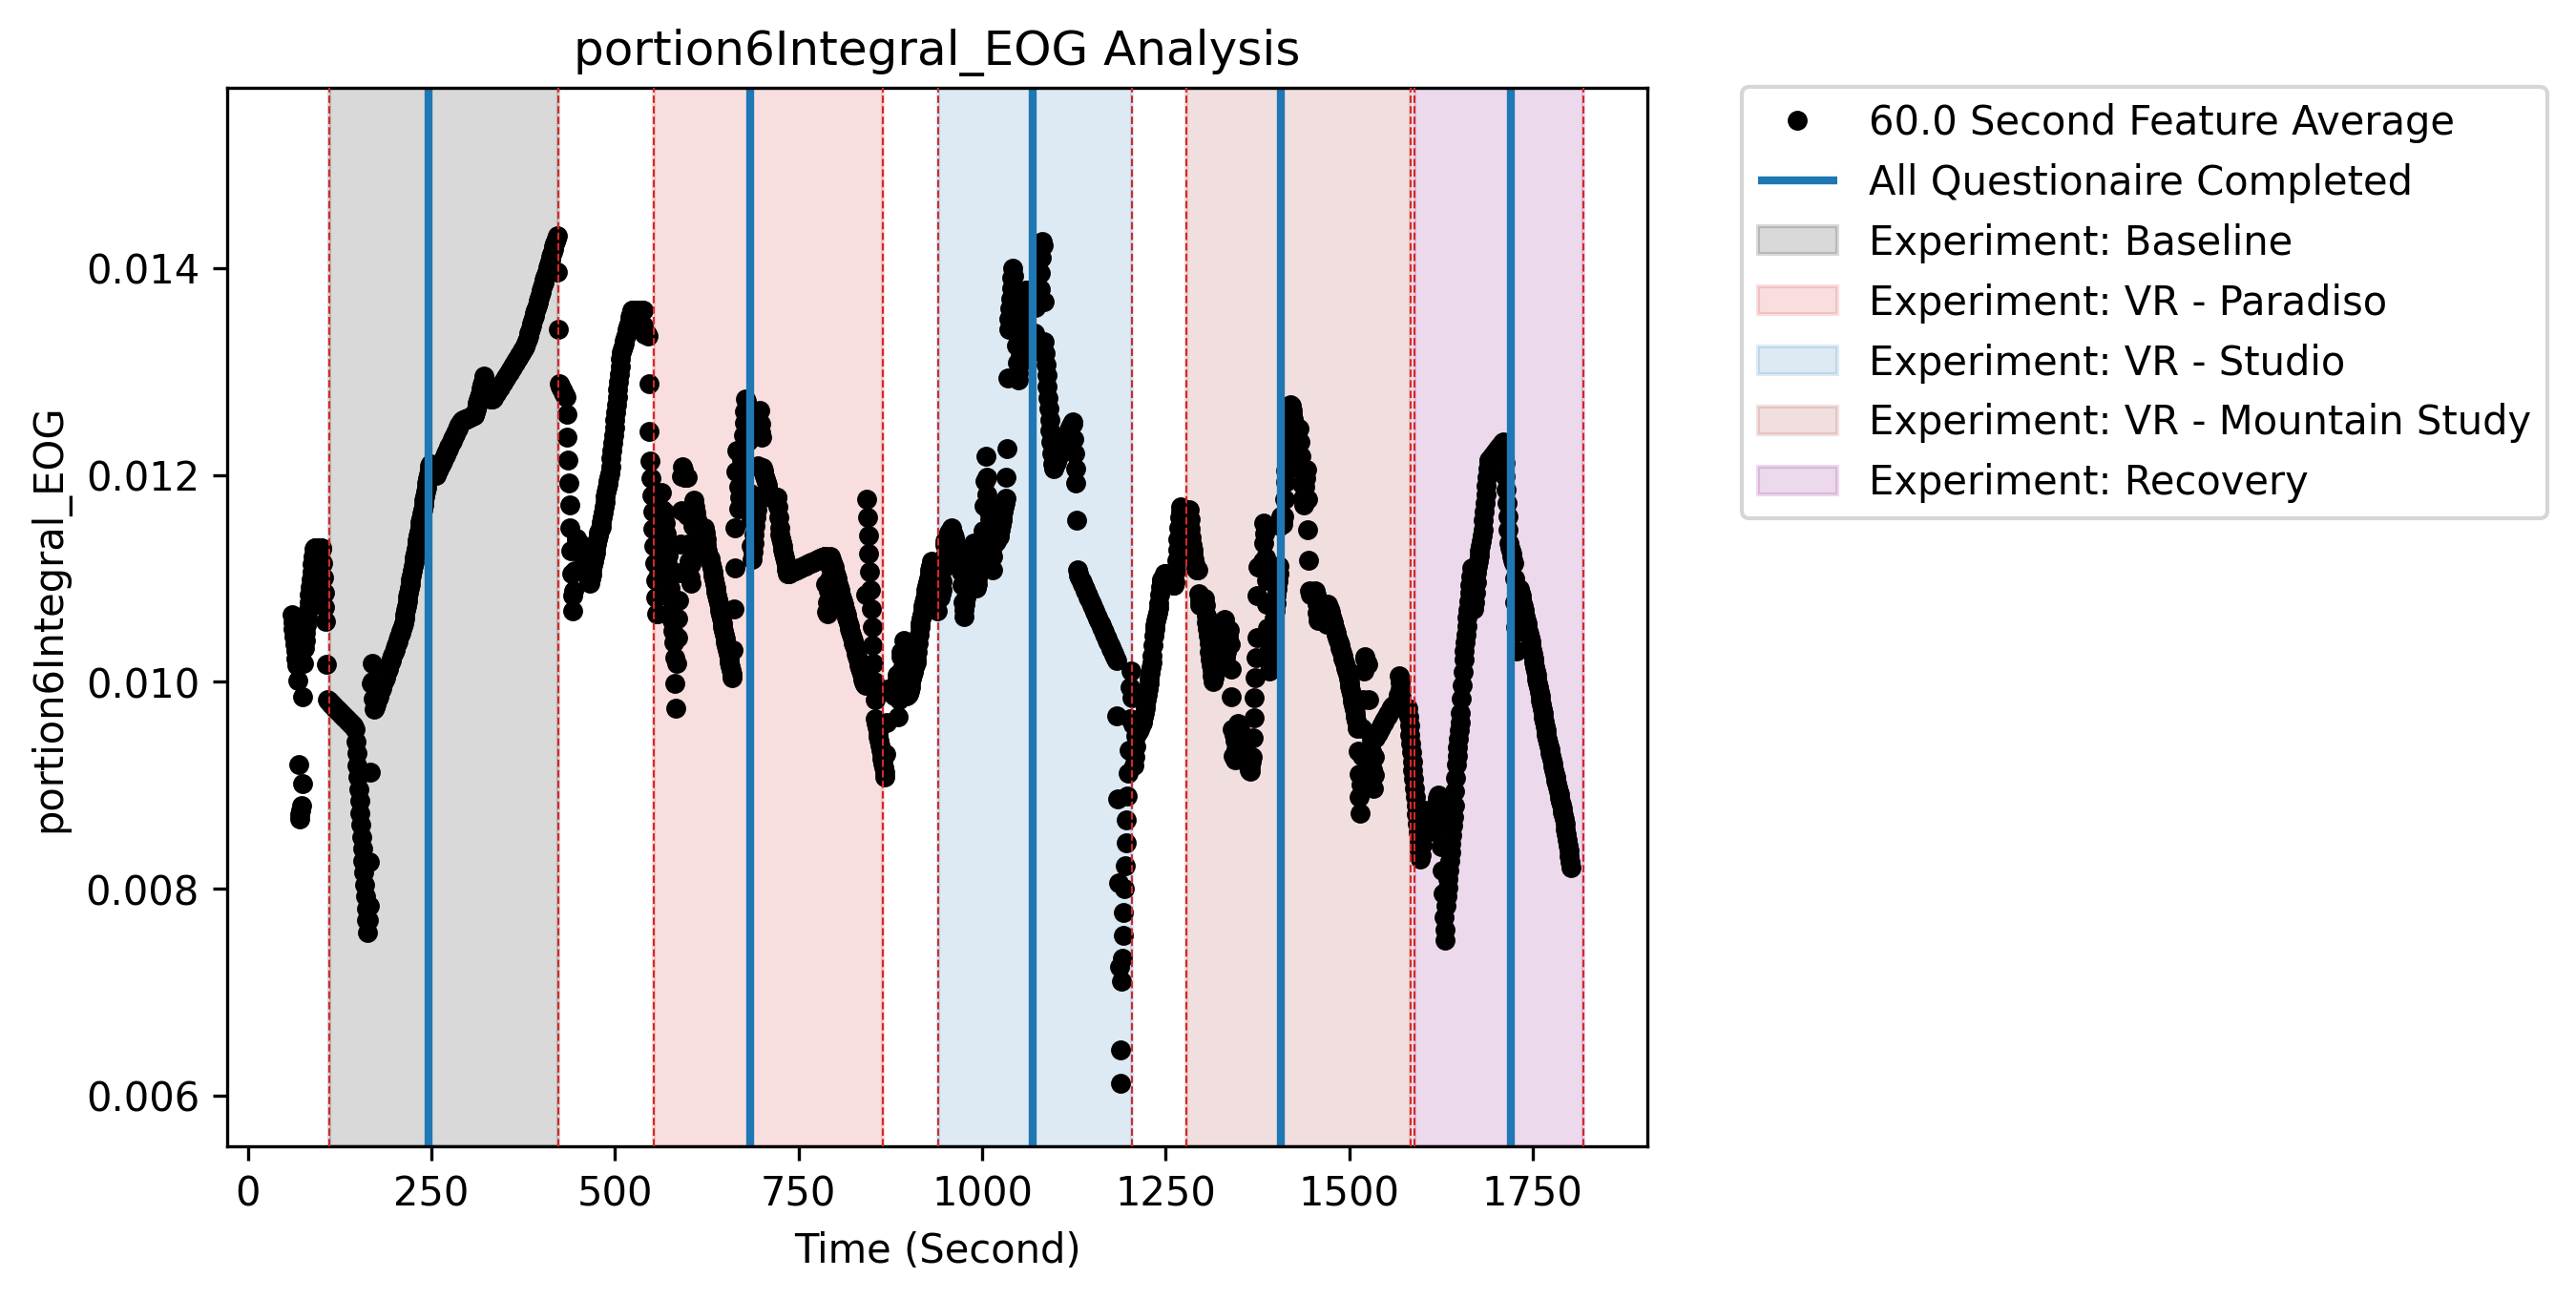 portion6Integral_EOG Analysis
portion6Integral_EOG
0.014
0.012
0.010
0.008
0.006
0 250 500 750 1000 1250 1500 1750
Time (Second)
60.0 Second Feature Average
All Questionaire Completed
Experiment: Baseline
Experiment: VR - Paradiso
Experiment: VR - Studio
Experiment: VR - Mountain Study
Experiment: Recovery